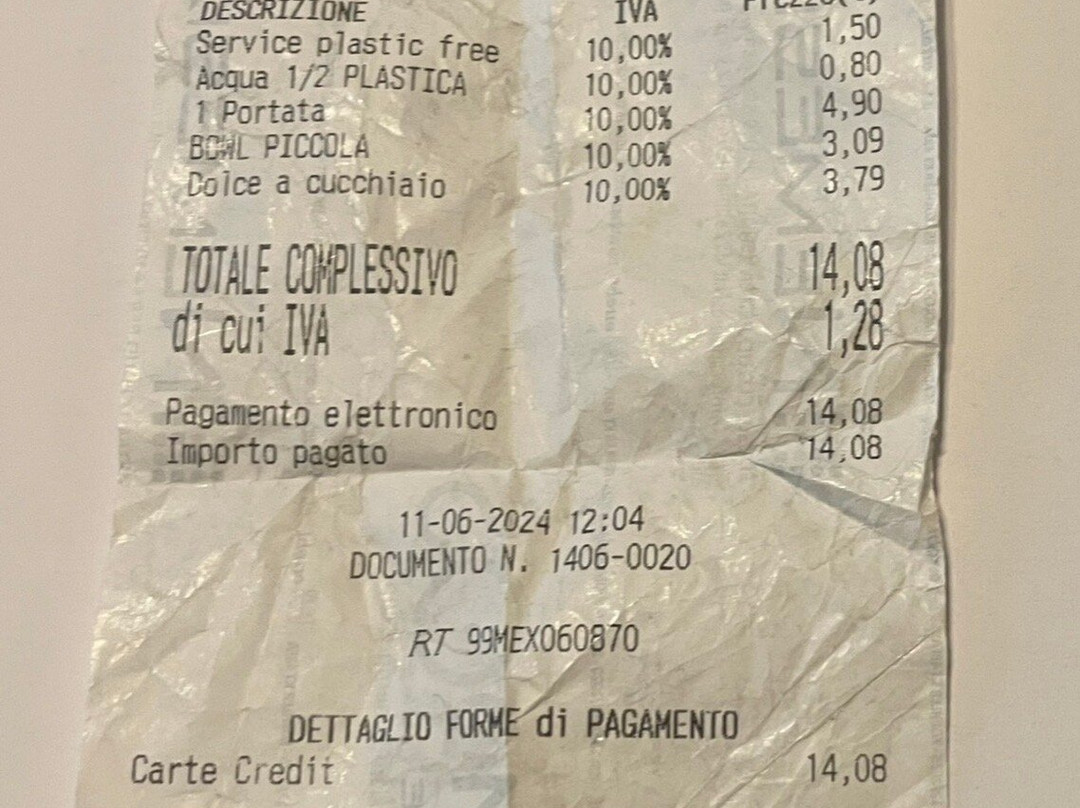 DESCRIZIONE IVA Prezzo(
Service plastic free 10,00% 1,50
Acqua 1/2 PLASTICA 10,00% 0,80
1 Portata 10,00% 4,90
BOWL PICCOLA 10,00% 3,09
Dolce a cucchiaio 10,00% 3,79
TOTALE COMPLESSIVO 14,08
di cui IVA 1,28
Pagamento elettronico 14,08
Importo pagato 14,08
11-06-2024 12:04
DOCUMENTO N. 1406-0020
RT 99MEX060870
DETTAGLIO FORME di PAGAMENTO
Carte Credit 14,08